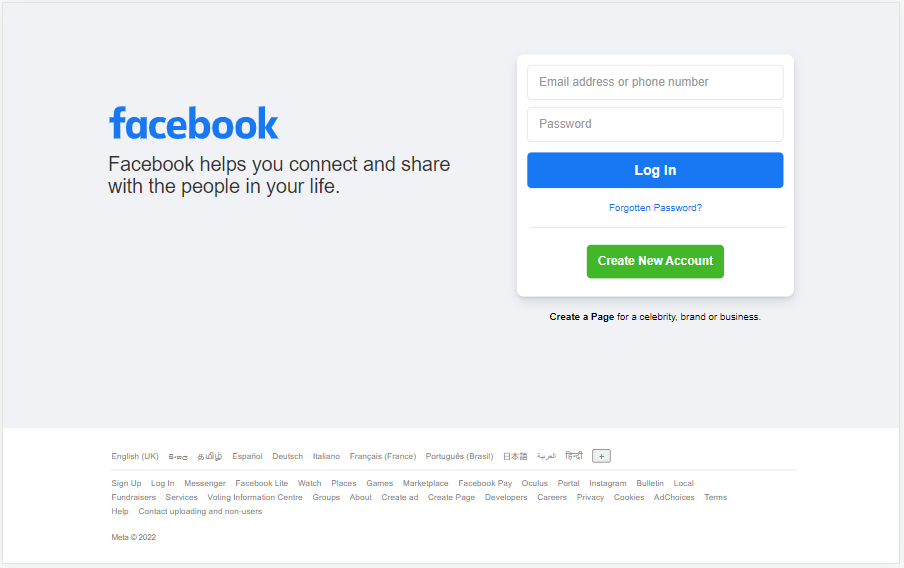 facebook
Facebook helps you connect and share
with the people in your life.
Email address or phone number
Password
Log In
Forgotten Password?
Create New Account
Create a Page for a celebrity, brand or business.
English (UK) සිංහල தமிழ் Español Deutsch Italiano Français (France) Português (Brasil) 日本語 العربية हिन्दी +
Sign Up Log In Messenger Facebook Lite Watch Places Games Marketplace Facebook Pay Oculus Portal Instagram Bulletin Local
Fundraisers Services Voting Information Centre Groups About Create ad Create Page Developers Careers Privacy Cookies AdChoices Terms
Help Contact uploading and non-users
Meta © 2022